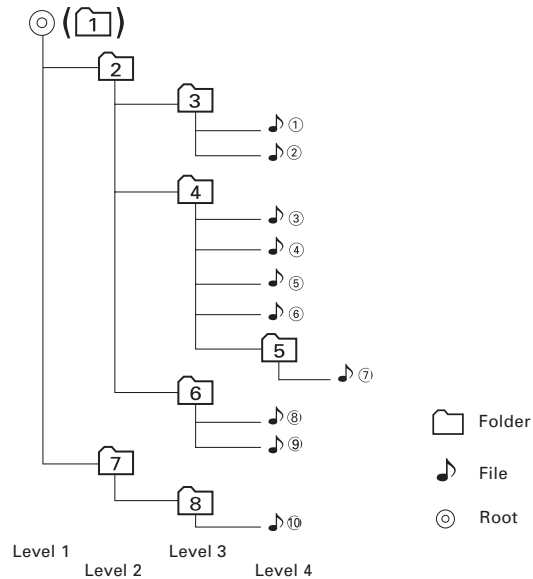 (1)
2
3
①
②
4
③
④
⑤
⑥
5
⑦
6
⑧
⑨
7
8
⑩
Folder
File
Root
Level 1
Level 2
Level 3
Level 4